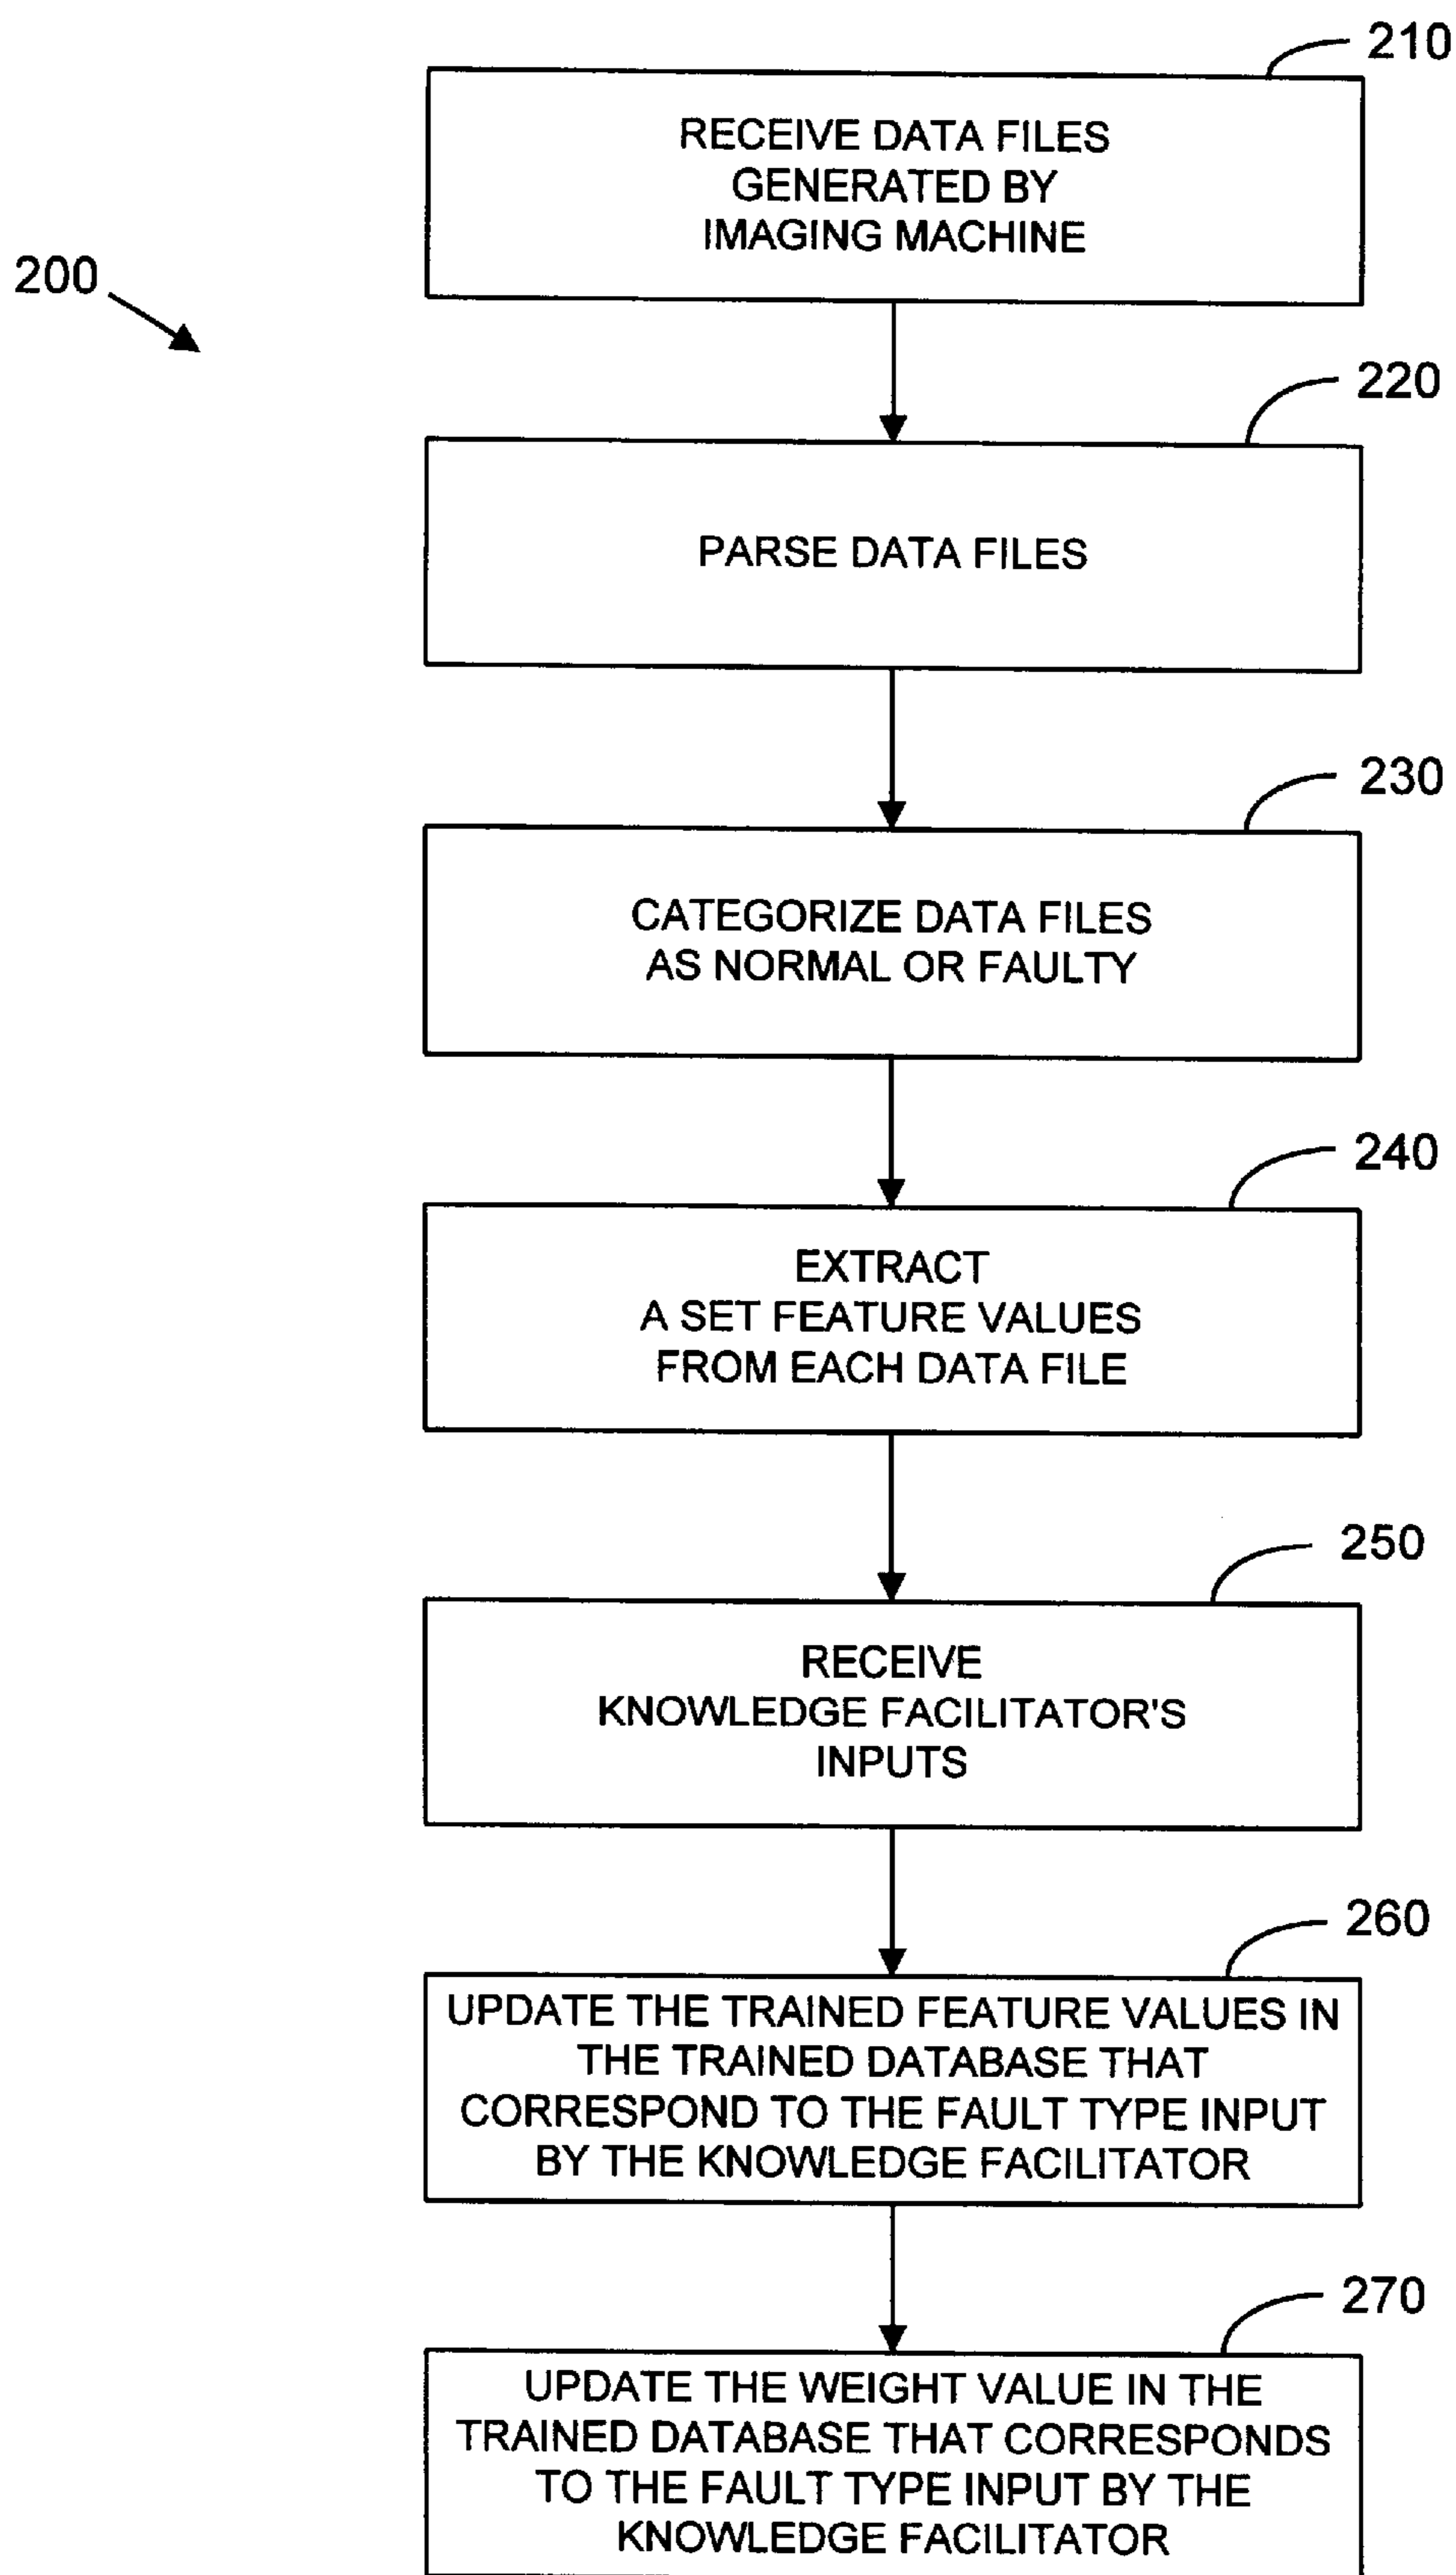 210
RECEIVE DATA FILES
GENERATED BY
IMAGING MACHINE
200
220
PARSE DATA FILES
230
CATEGORIZE DATA FILES
AS NORMAL OR FAULTY
240
EXTRACT
A SET FEATURE VALUES
FROM EACH DATA FILE
250
RECEIVE
KNOWLEDGE FACILITATOR'S
INPUTS
260
UPDATE THE TRAINED FEATURE VALUES IN
THE TRAINED DATABASE THAT
CORRESPOND TO THE FAULT TYPE INPUT
BY THE KNOWLEDGE FACILITATOR
270
UPDATE THE WEIGHT VALUE IN THE
TRAINED DATABASE THAT CORRESPONDS
TO THE FAULT TYPE INPUT BY THE
KNOWLEDGE FACILITATOR